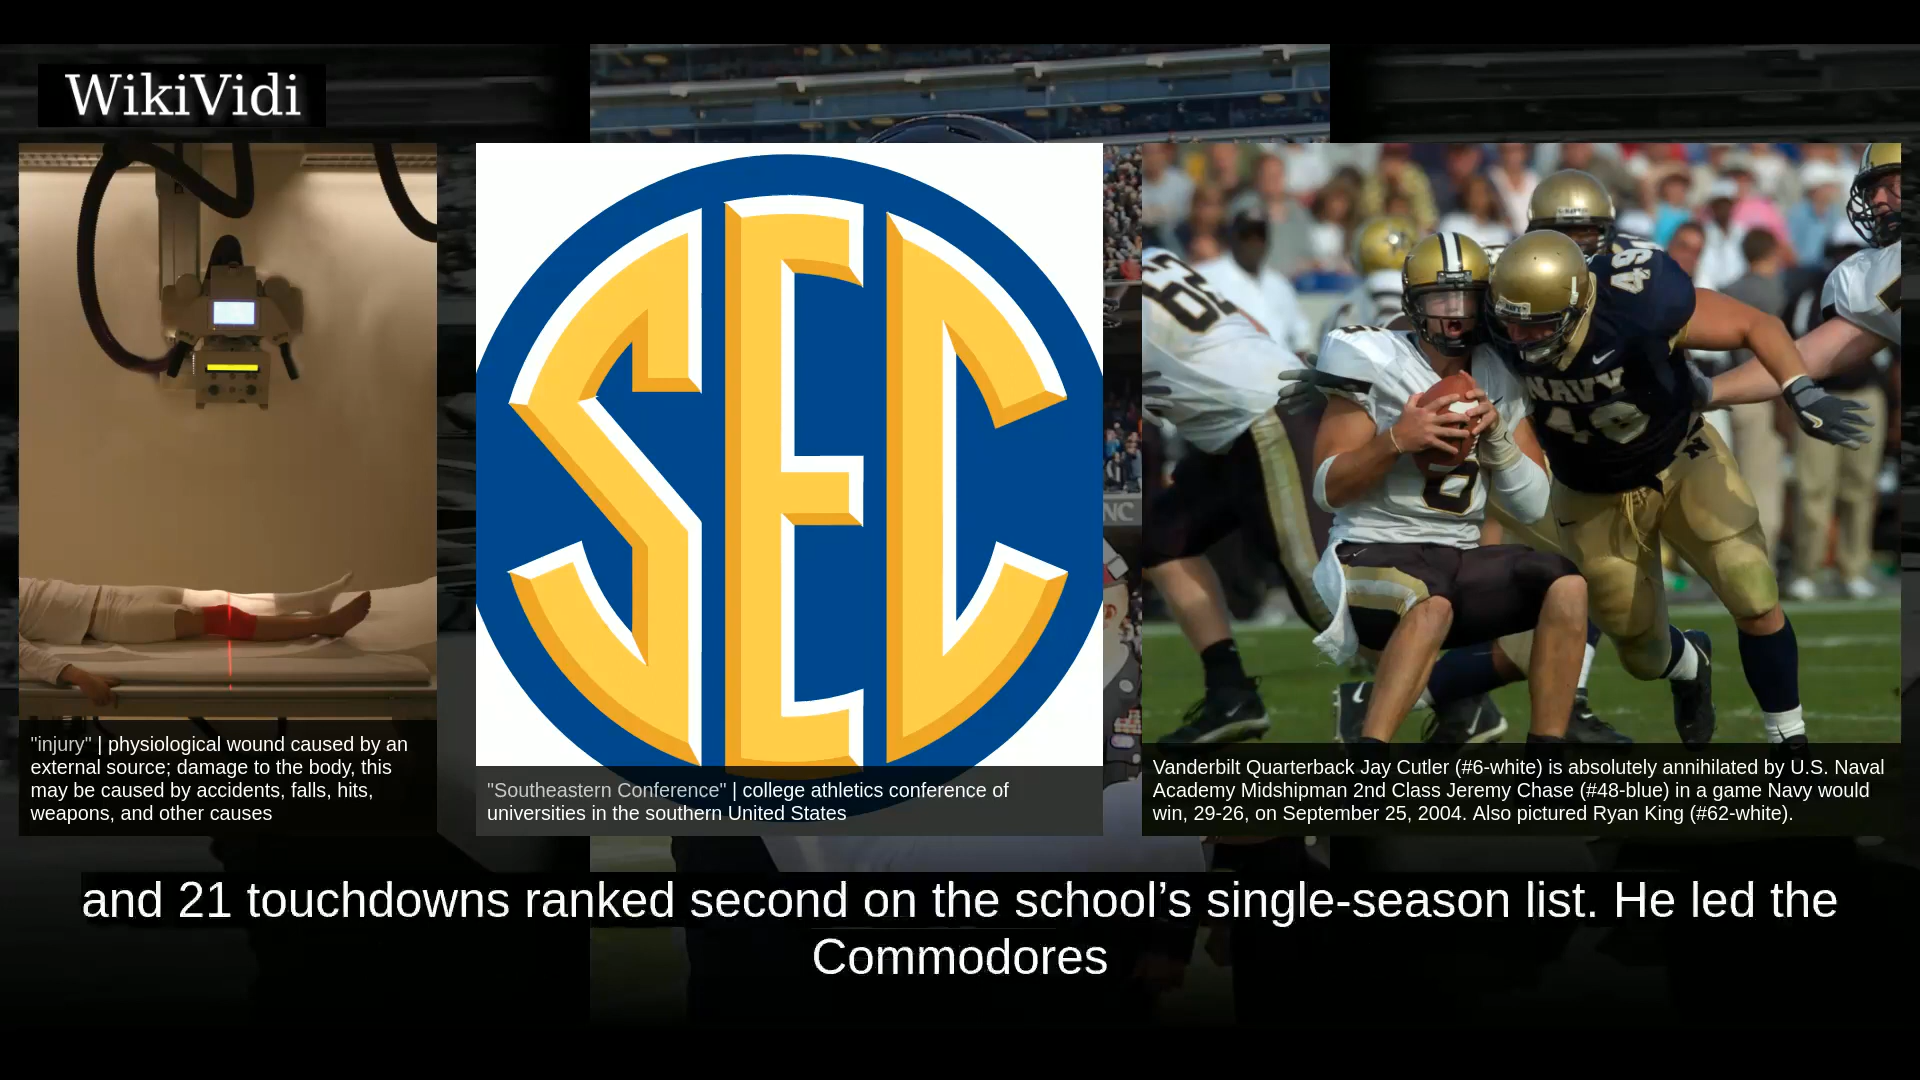 WikiVidi
SEC
62
49
NAVY
48
6
NC
"injury" | physiological wound caused by an
external source; damage to the body, this
may be caused by accidents, falls, hits,
weapons, and other causes
"Southeastern Conference" | college athletics conference of
universities in the southern United States
Vanderbilt Quarterback Jay Cutler (#6-white) is absolutely annihilated by U.S. Naval
Academy Midshipman 2nd Class Jeremy Chase (#48-blue) in a game Navy would
win, 29-26, on September 25, 2004. Also pictured Ryan King (#62-white).
and 21 touchdowns ranked second on the school’s single-season list. He led the
Commodores